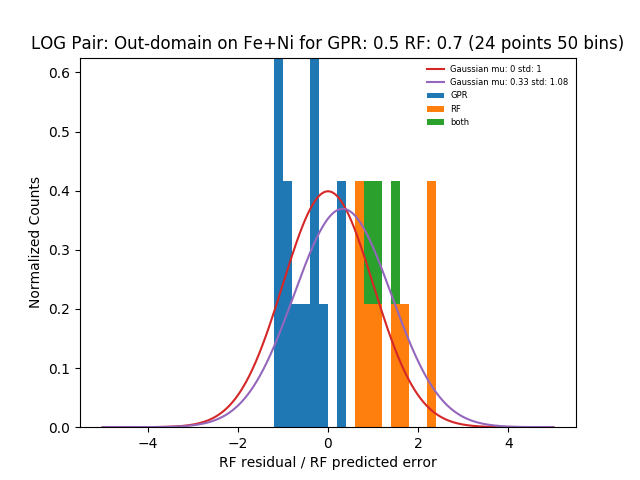 LOG Pair: Out-domain on Fe+Ni for GPR: 0.5 RF: 0.7 (24 points 50 bins)
Gaussian mu: 0 std: 1
Gaussian mu: 0.33 std: 1.08
GPR
RF
both
Normalized Counts
0.6
0.5
0.4
0.3
0.2
0.1
0.0
−4
−2
0
2
4
RF residual / RF predicted error